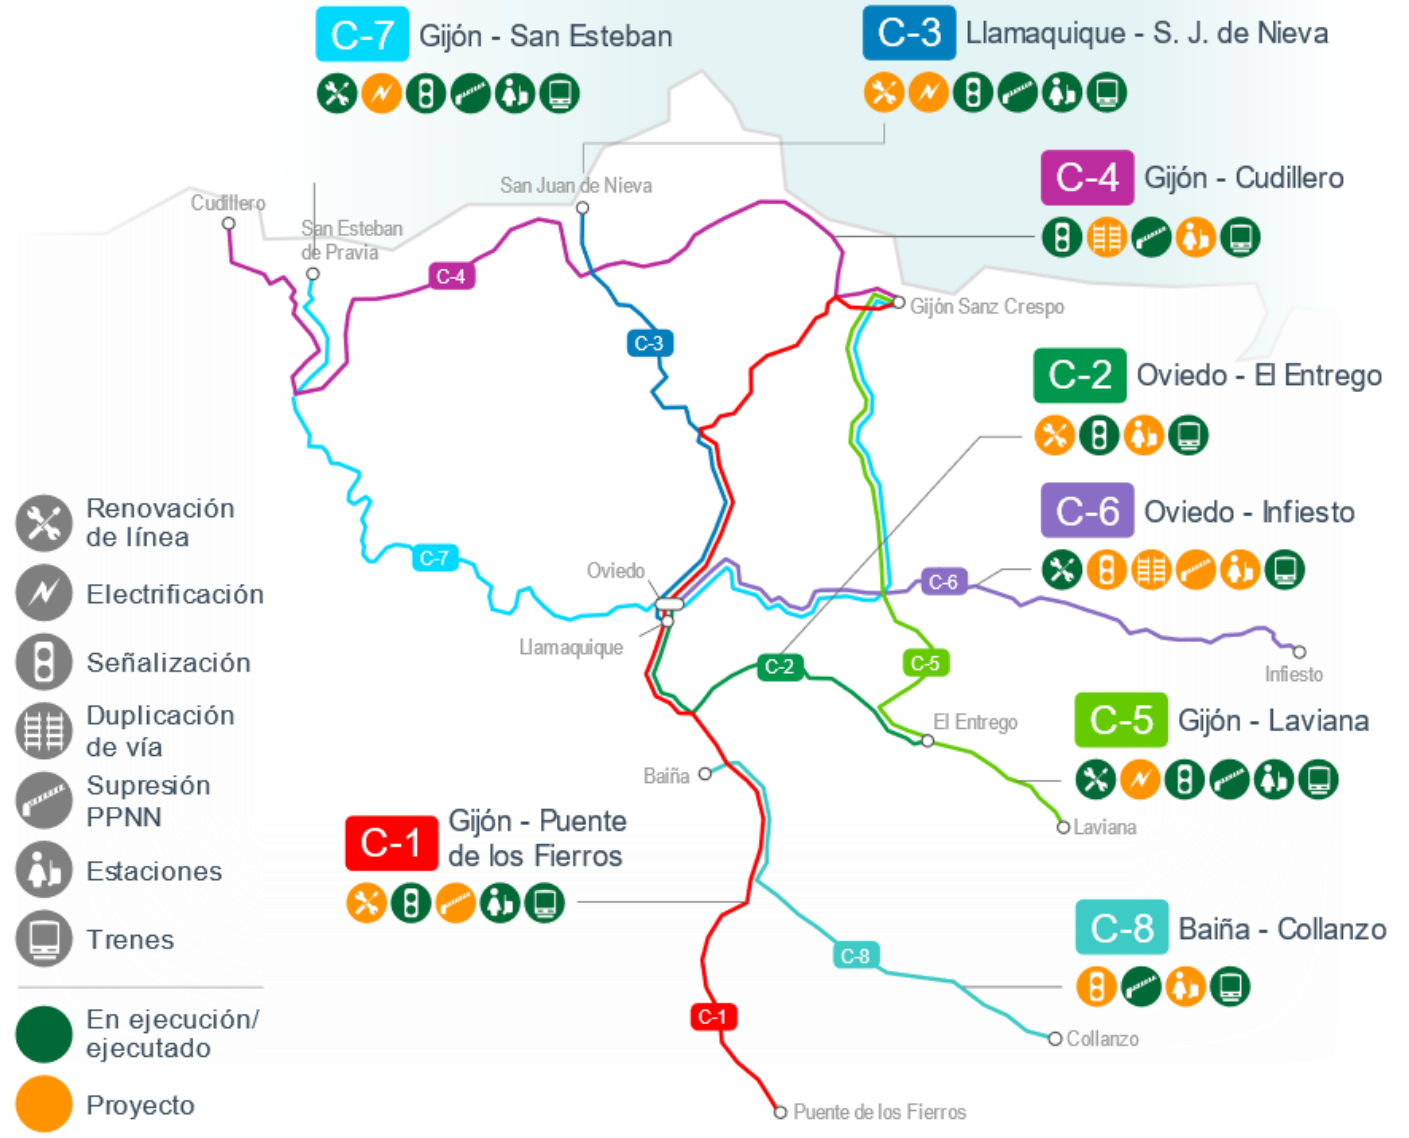 C-7 Gijón - San Esteban
C-3 Llamaquique - S. J. de Nieva
C-4 Gijón - Cudillero
San Juan de Nieva
Cudillero
San Esteban
de Pravia
C-4
Gijón Sanz Crespo
C-3
C-2 Oviedo - El Entrego
C-6 Oviedo - Infiesto
Renovación
de línea
Electrificación
Señalización
Duplicación
de vía
Supresión
PPNN
Estaciones
Trenes
En ejecución/
ejecutado
Proyecto
C-7
Oviedo
C-6
Llamaquique
C-2
C-5
Infiesto
El Entrego
C-5 Gijón - Laviana
Baiña
Laviana
C-1 Gijón - Puente
de los Fierros
C-8 Baiña - Collanzo
C-8
C-1
Collanzo
Puente de los Fierros